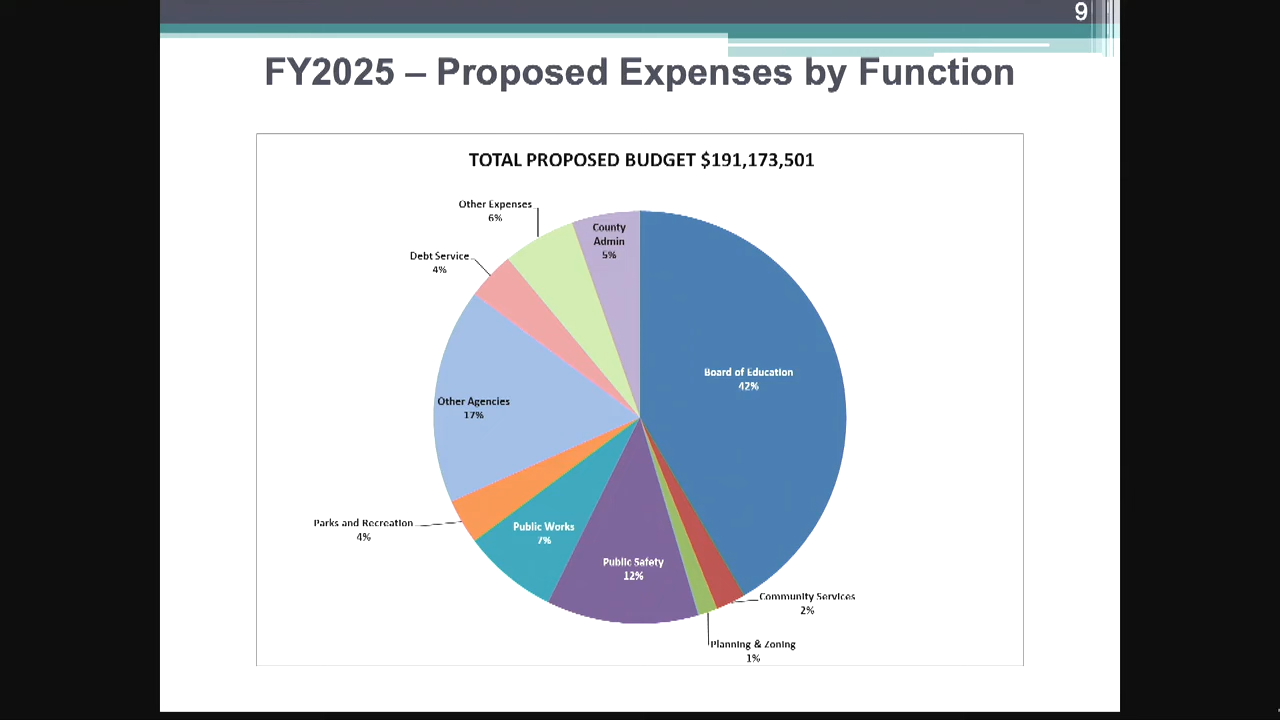 9
FY2025 – Proposed Expenses by Function
TOTAL PROPOSED BUDGET $191,173,501
Other Expenses
6%
County
Admin
5%
Debt Service
4%
Board of Education
42%
Other Agencies
17%
Parks and Recreation
4%
Public Works
7%
Public Safety
12%
Community Services
2%
Planning & Zoning
1%